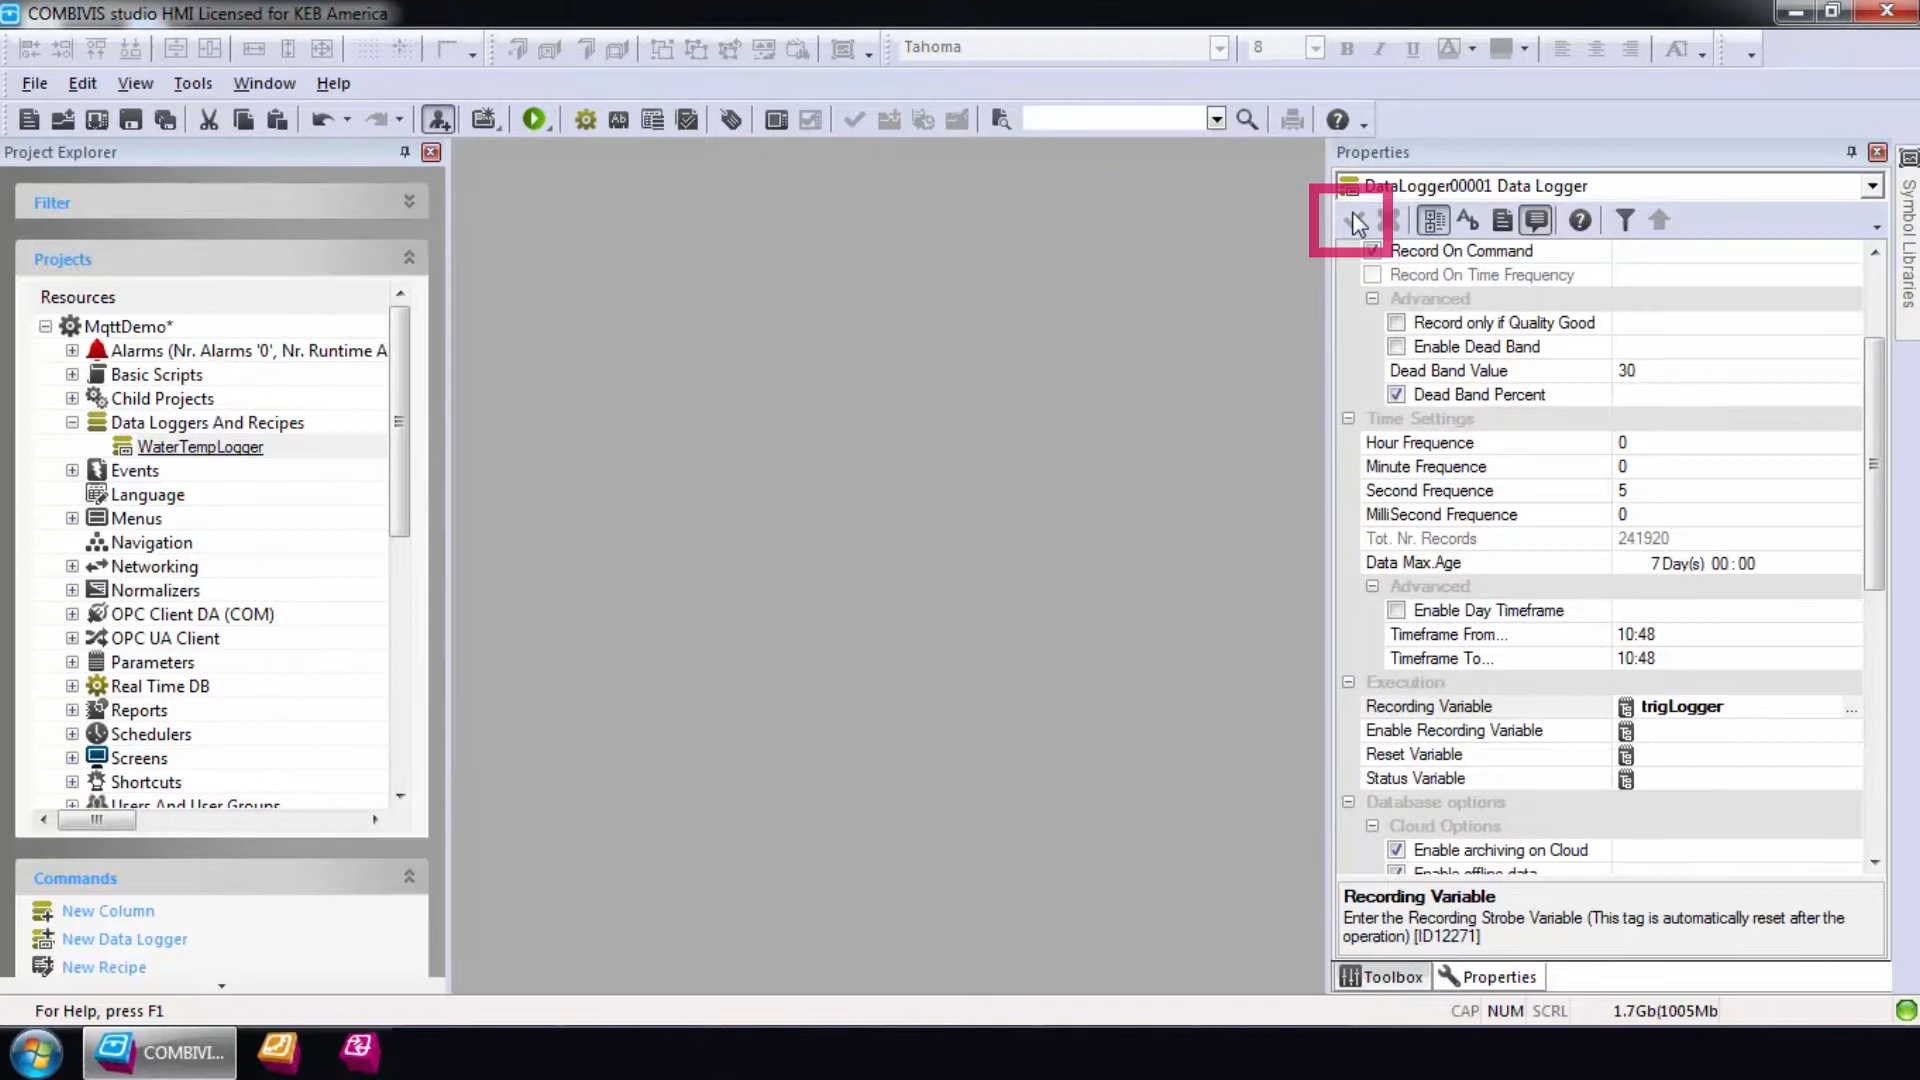 COMBIVIS studio HMI Licensed for KEB America
Tahoma
8
File Edit View Tools Window Help
Project Explorer
Filter
Projects
Resources
MqttDemo*
Alarms (Nr. Alarms '0', Nr. Runtime A
Basic Scripts
Child Projects
Data Loggers And Recipes
WaterTempLogger
Events
Language
Menus
Navigation
Networking
Normalizers
OPC Client DA (COM)
OPC UA Client
Parameters
Real Time DB
Reports
Schedulers
Screens
Shortcuts
Users And User Groups
Commands
New Column
New Data Logger
New Recipe
Properties
DataLogger00001 Data Logger
Record On Command
Record On Time Frequency
Advanced
Record only if Quality Good
Enable Dead Band
Dead Band Value 30
Dead Band Percent
Time Settings
Hour Frequence 0
Minute Frequence 0
Second Frequence 5
MilliSecond Frequence 0
Tot. Nr. Records 241920
Data Max.Age 7 Day(s) 00 : 00
Advanced
Enable Day Timeframe
Timeframe From... 10:48
Timeframe To... 10:48
Execution
Recording Variable trigLogger ...
Enable Recording Variable
Reset Variable
Status Variable
Database options
Cloud Options
Enable archiving on Cloud
Enable offline data
Recording Variable
Enter the Recording Strobe Variable (This tag is automatically reset after the
operation) [ID12271]
Toolbox Properties
Symbol Libraries
For Help, press F1
CAP NUM SCRL 1.7Gb(1005Mb
COMBIVI...